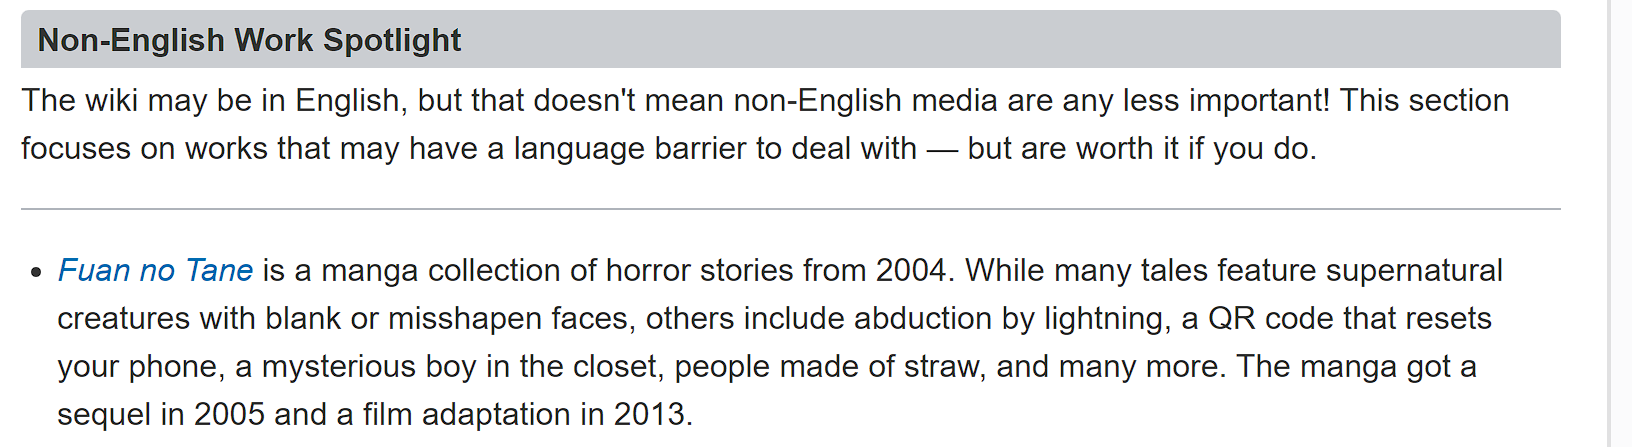 Non-English Work Spotlight
The wiki may be in English, but that doesn't mean non-English media are any less important! This section
focuses on works that may have a language barrier to deal with — but are worth it if you do.
Fuan no Tane is a manga collection of horror stories from 2004. While many tales feature supernatural
creatures with blank or misshapen faces, others include abduction by lightning, a QR code that resets
your phone, a mysterious boy in the closet, people made of straw, and many more. The manga got a
sequel in 2005 and a film adaptation in 2013.